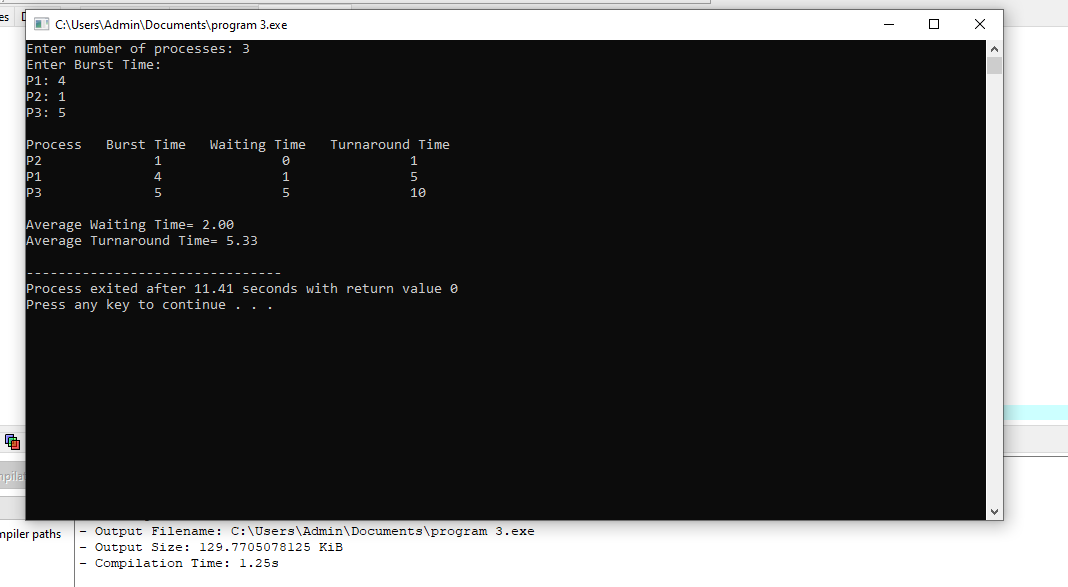 es
C:\Users\Admin\Documents\program 3.exe
Enter number of processes: 3
Enter Burst Time:
P1: 4
P2: 1
P3: 5
Process   Burst Time   Waiting Time   Turnaround Time
P2              1               0               1
P1              4               1               5
P3              5               5               10
Average Waiting Time= 2.00
Average Turnaround Time= 5.33
--------------------------------
Process exited after 11.41 seconds with return value 0
Press any key to continue . . .
mpiler paths
- Output Filename: C:\Users\Admin\Documents\program 3.exe
- Output Size: 129.7705078125 KiB
- Compilation Time: 1.25s